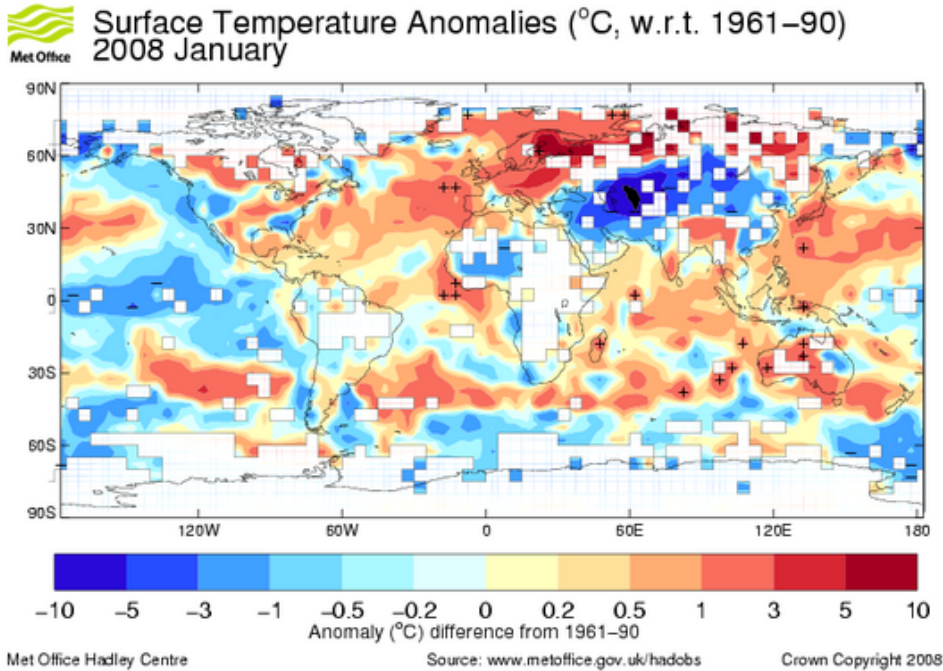 Met Office
Surface Temperature Anomalies (°C, w.r.t. 1961–90)
2008 January
90N
60N
30N
0
30S
60S
90S
120W 60W 0 60E 120E 180
−10 −5 −3 −1 −0.5 −0.2 0 0.2 0.5 1 3 5 10
Anomaly (°C) difference from 1961–90
Met Office Hadley Centre Source: www.metoffice.gov.uk/hadobs Crown Copyright 2008